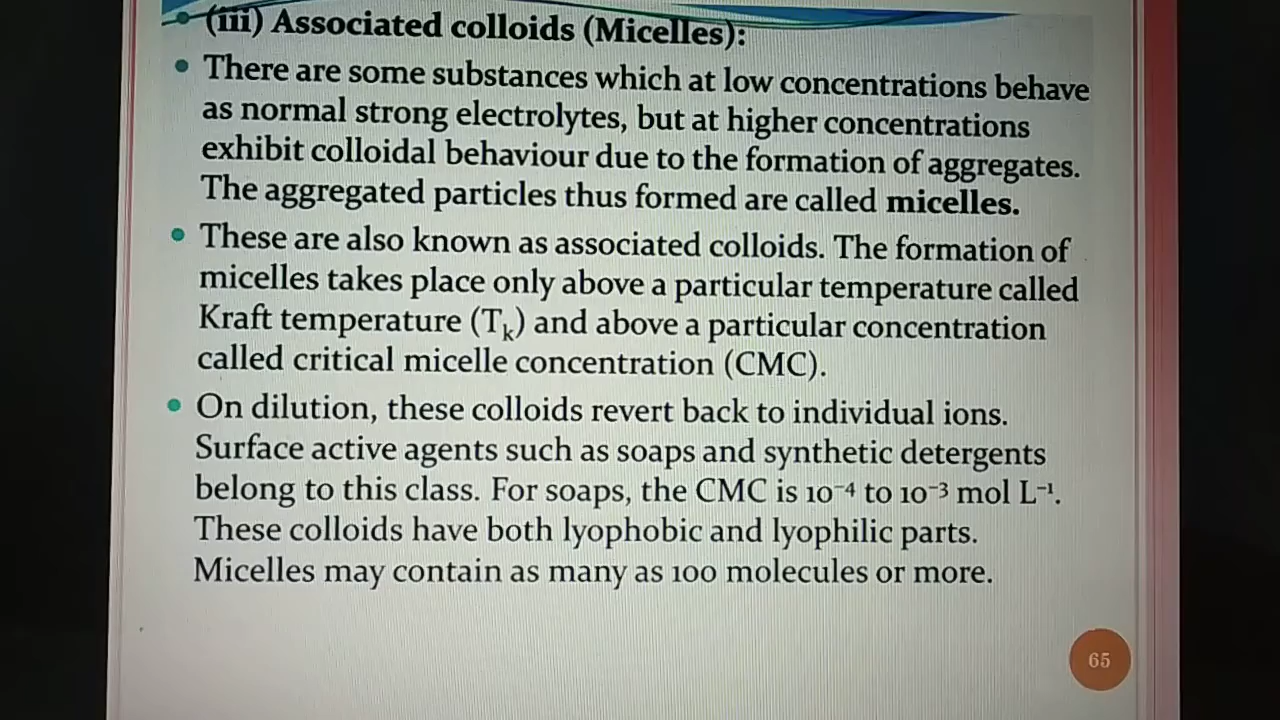 (iii) Associated colloids (Micelles):
There are some substances which at low concentrations behave
as normal strong electrolytes, but at higher concentrations
exhibit colloidal behaviour due to the formation of aggregates.
The aggregated particles thus formed are called micelles.
These are also known as associated colloids. The formation of
micelles takes place only above a particular temperature called
Kraft temperature (Tₖ) and above a particular concentration
called critical micelle concentration (CMC).
On dilution, these colloids revert back to individual ions.
Surface active agents such as soaps and synthetic detergents
belong to this class. For soaps, the CMC is 10⁻⁴ to 10⁻³ mol L⁻¹.
These colloids have both lyophobic and lyophilic parts.
Micelles may contain as many as 100 molecules or more.
65